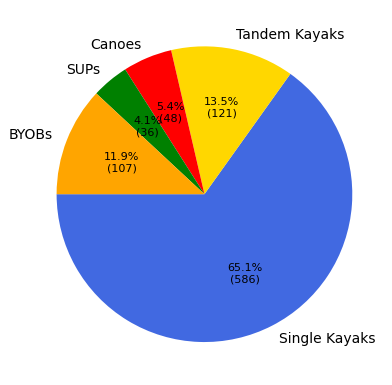 Tandem Kayaks
Canoes
SUPs
BYOBs
Single Kayaks
13.5%
(121)
5.4%
(48)
4.1%
(36)
11.9%
(107)
65.1%
(586)